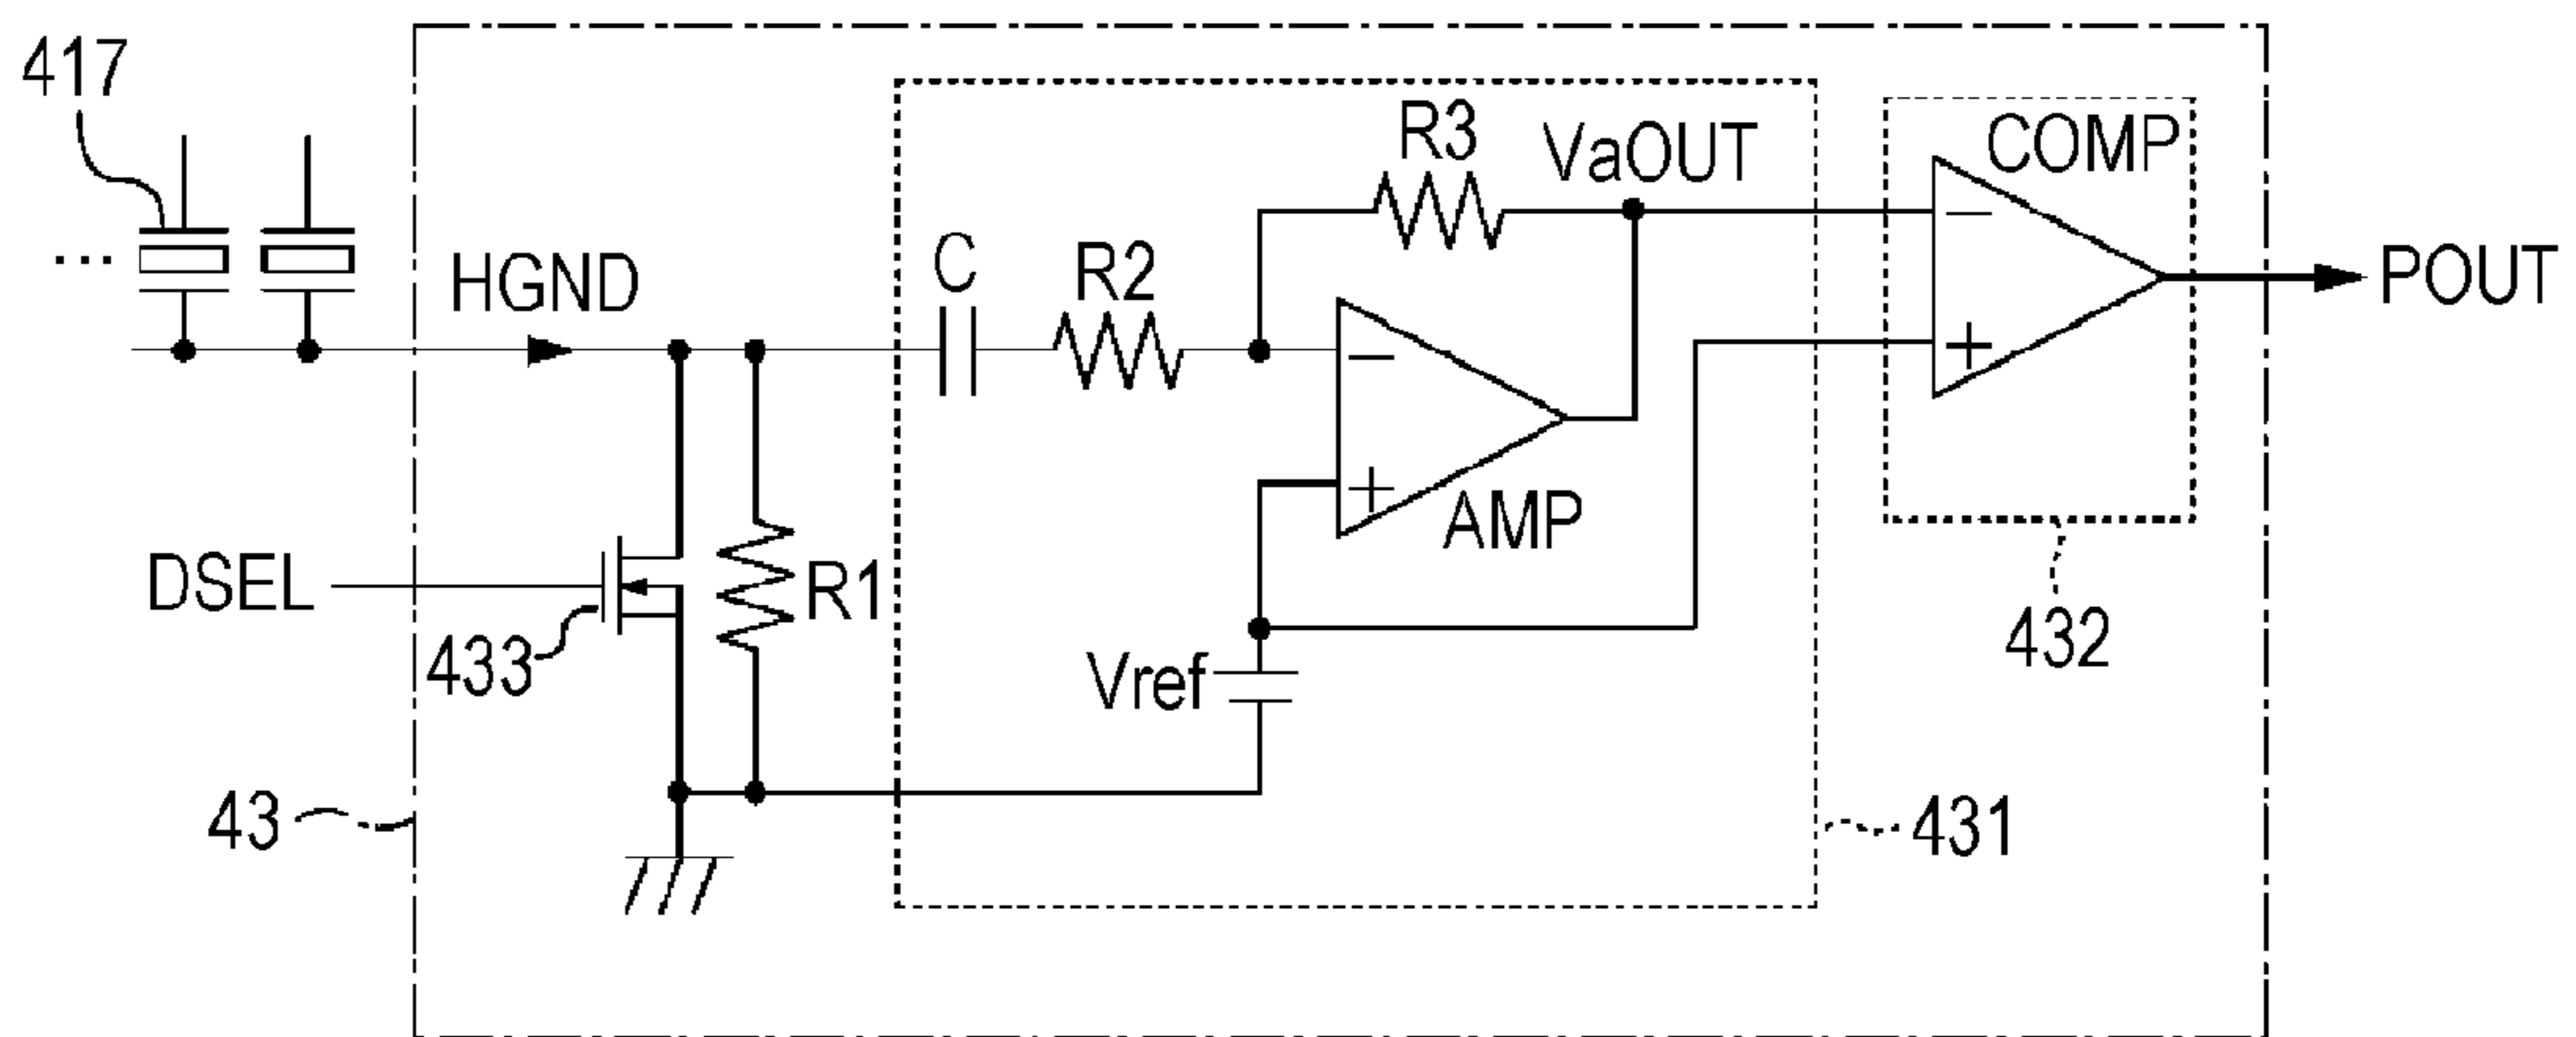 417
...
HGND
C
R2
R3
VaOUT
COMP
−
+
POUT
−
+
AMP
DSEL
433
R1
Vref
432
43
431